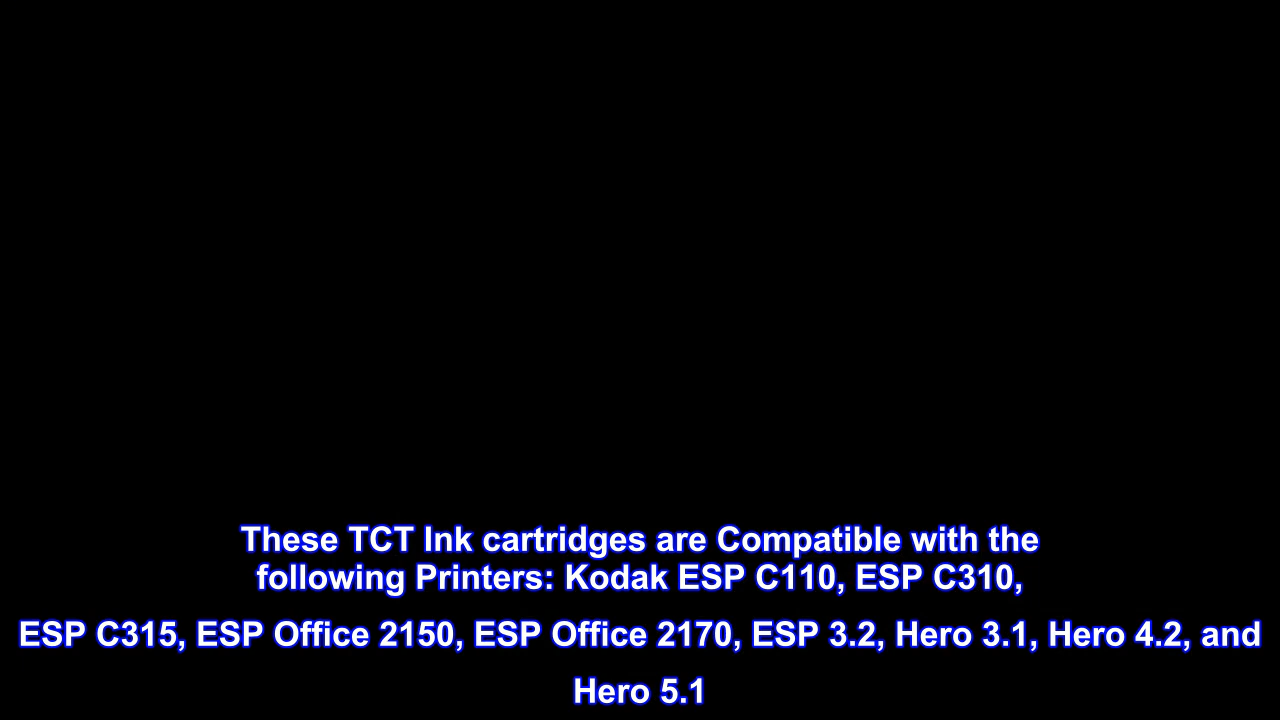 These TCT Ink cartridges are Compatible with the
following Printers: Kodak ESP C110, ESP C310,
ESP C315, ESP Office 2150, ESP Office 2170, ESP 3.2, Hero 3.1, Hero 4.2, and
Hero 5.1